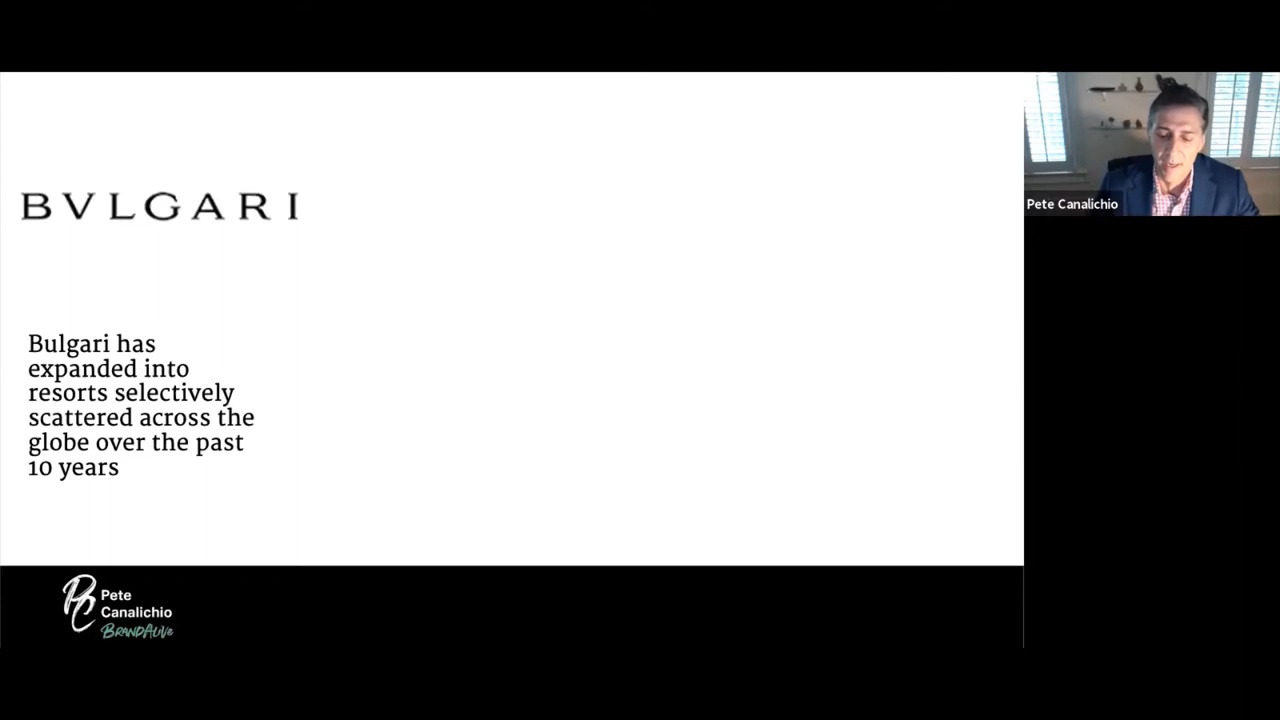 BVLGARI
Bulgari has
expanded into
resorts selectively
scattered across the
globe over the past
10 years
Pete Canalichio
PC
Pete
Canalichio
BRANDALIVE